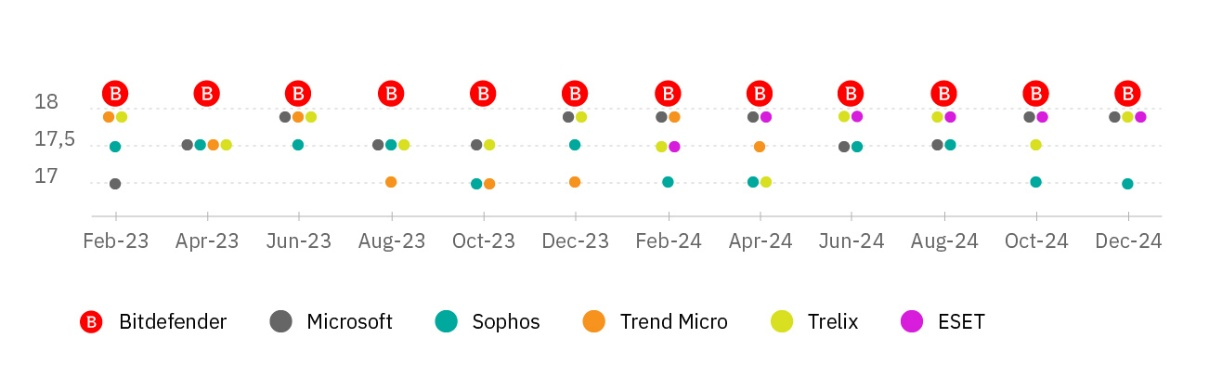 B B B B B B B B B B B B
18
17,5
17
Feb-23 Apr-23 Jun-23 Aug-23 Oct-23 Dec-23 Feb-24 Apr-24 Jun-24 Aug-24 Oct-24 Dec-24
B Bitdefender Microsoft Sophos Trend Micro Trelix ESET